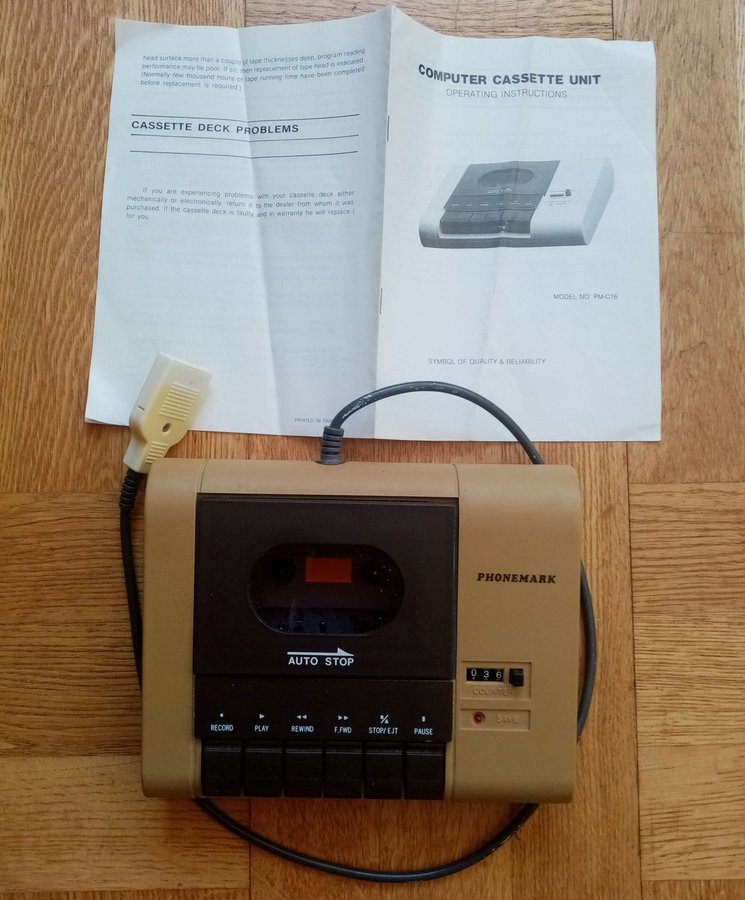 head surface more than a couple of tape thicknesses deep, program reading
performance may be poor. If so, then replacement of tape head is indicated.
(Normally few thousand hours of tape running time have been completed
before replacement is required.)
CASSETTE DECK PROBLEMS
If you are experiencing problems with your cassette deck either
mechanically or electronically, return it to the dealer from whom it was
purchased. If the cassette deck is faulty and in warranty he will replace i
for you.
PRINTED IN TAI
COMPUTER CASSETTE UNIT
OPERATING INSTRUCTIONS
MODEL NO: PM-C16
SYMBOL OF QUALITY & RELIABILITY
PHONEMARK
AUTO STOP
036
COUNTER
SAVE
RECORD PLAY REWIND F.FWD STOP/EJT PAUSE